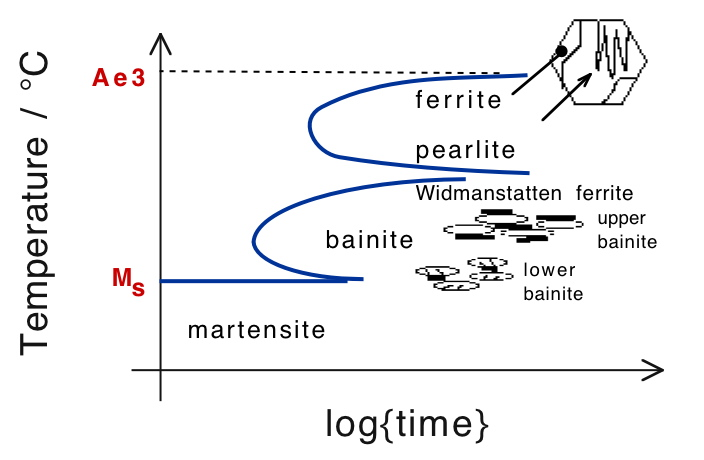 Temperature / °C
Ae3
ferrite
pearlite
Widmanstatten ferrite
upper
bainite
bainite
lower
bainite
Ms
martensite
log{time}